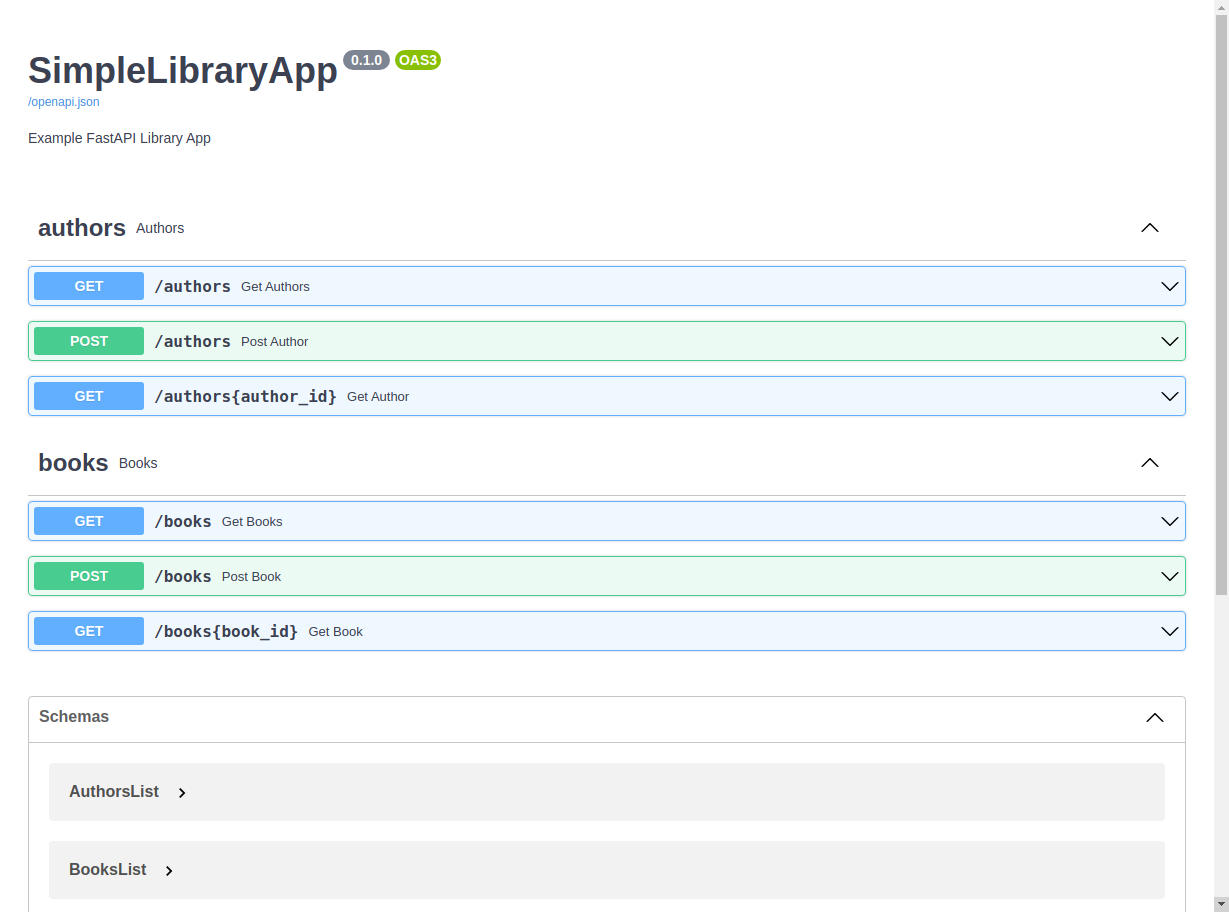 SimpleLibraryApp 0.1.0 OAS3
/openapi.json
Example FastAPI Library App
authors Authors
GET /authors Get Authors
POST /authors Post Author
GET /authors{author_id} Get Author
books Books
GET /books Get Books
POST /books Post Book
GET /books{book_id} Get Book
Schemas
AuthorsList
BooksList